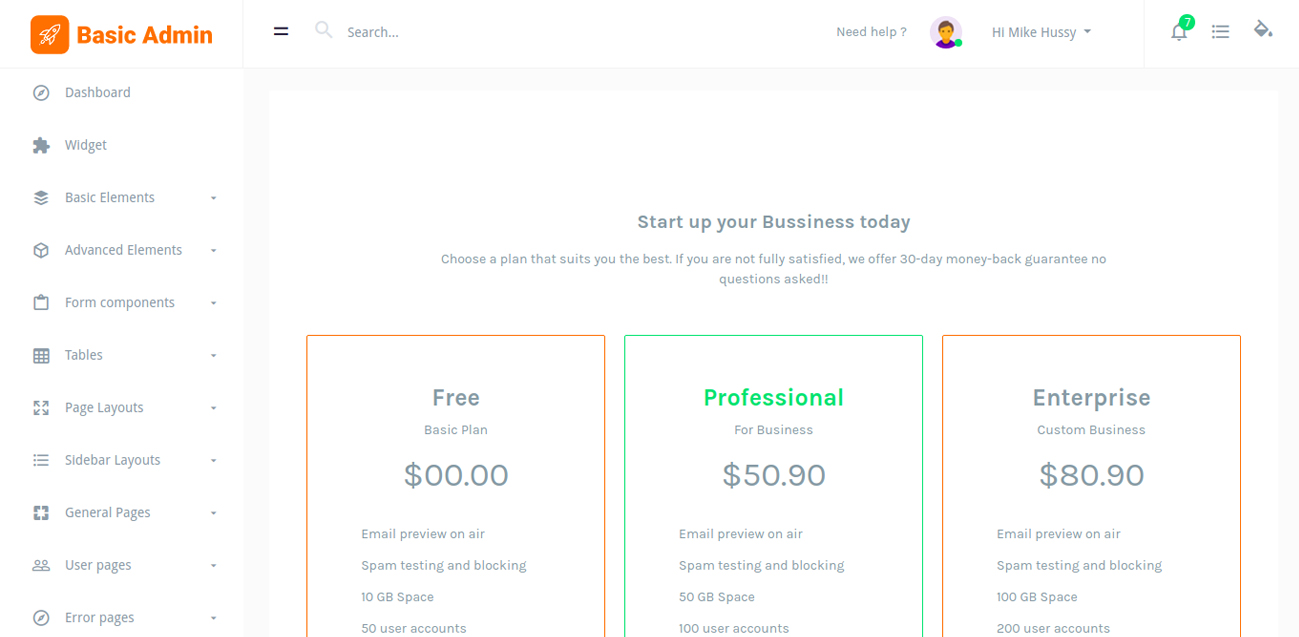 Basic Admin
Search...
Need help ?
Hi Mike Hussy
7
Dashboard
Widget
Basic Elements
Advanced Elements
Form components
Tables
Page Layouts
Sidebar Layouts
General Pages
User pages
Error pages
Start up your Bussiness today
Choose a plan that suits you the best. If you are not fully satisfied, we offer 30-day money-back guarantee no
questions asked!!
Free
Basic Plan
$00.00
Email preview on air
Spam testing and blocking
10 GB Space
50 user accounts
Professional
For Business
$50.90
Email preview on air
Spam testing and blocking
50 GB Space
100 user accounts
Enterprise
Custom Business
$80.90
Email preview on air
Spam testing and blocking
100 GB Space
200 user accounts